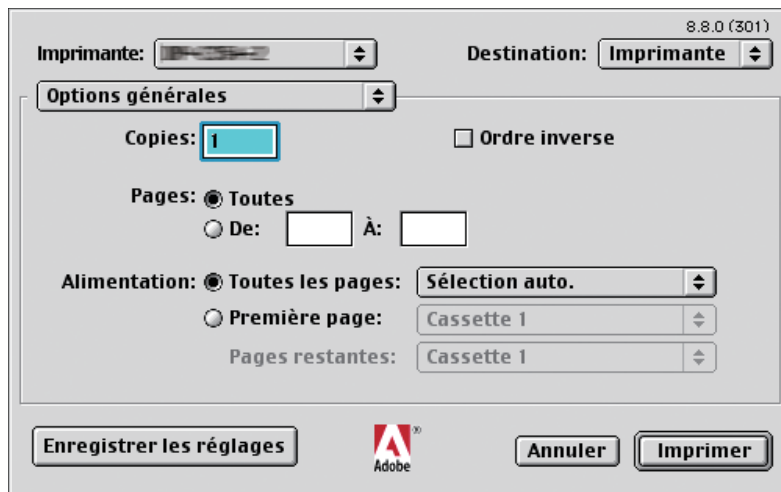 8.8.0 (301)
Imprimante: Destination: Imprimante
Options générales
Copies: 1 Ordre inverse
Pages: Toutes
De: À:
Alimentation: Toutes les pages: Sélection auto.
Première page: Cassette 1
Pages restantes: Cassette 1
Enregistrer les réglages Adobe® Annuler Imprimer